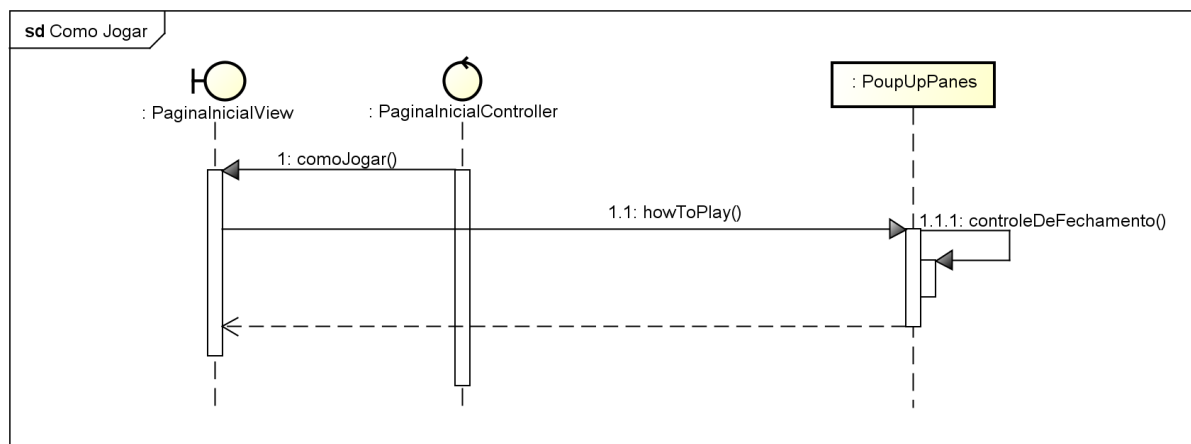 sd Como Jogar
: PaginaInicialView
: PaginaInicialController
: PoupUpPanes
1: comoJogar()
1.1: howToPlay()
1.1.1: controleDeFechamento()